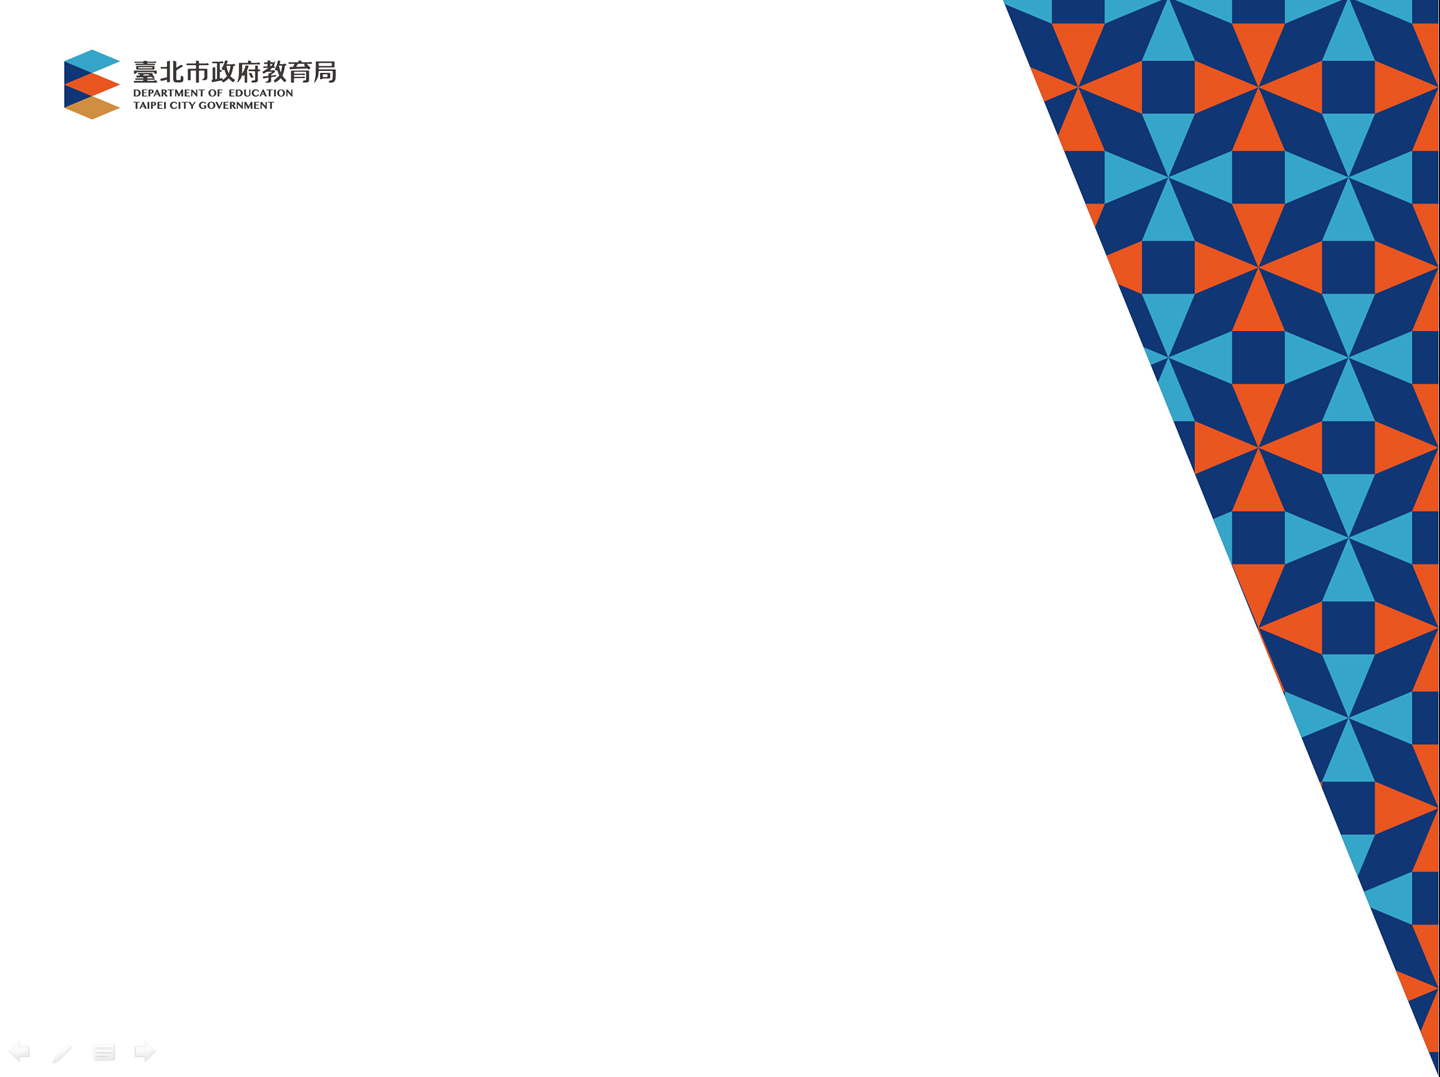 臺北市政府教育局
DEPARTMENT OF EDUCATION
TAIPEI CITY GOVERNMENT